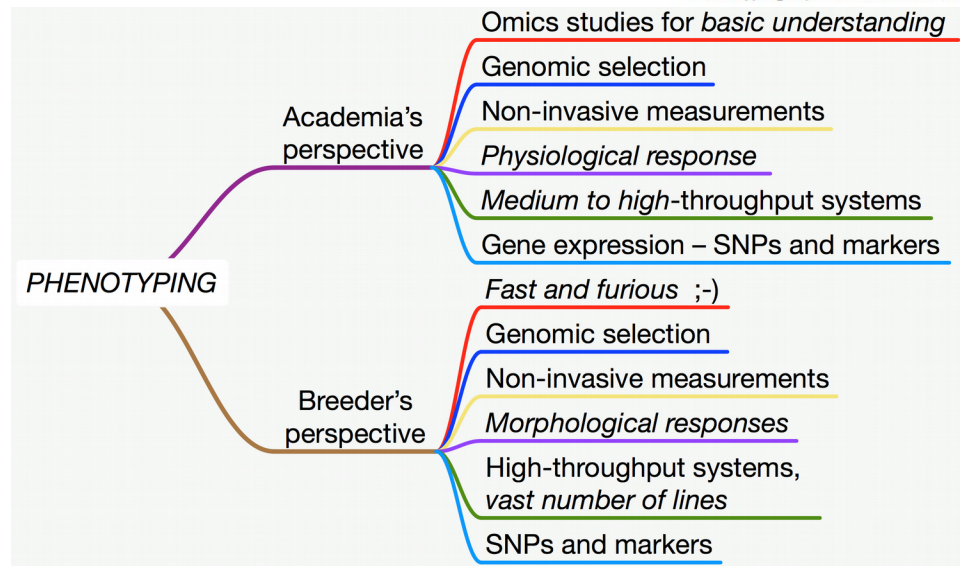 Omics studies for basic understanding
Genomic selection
Non-invasive measurements
Physiological response
Medium to high-throughput systems
Gene expression – SNPs and markers
Academia's
perspective
PHENOTYPING
Fast and furious ;-)
Genomic selection
Non-invasive measurements
Morphological responses
High-throughput systems,
vast number of lines
SNPs and markers
Breeder's
perspective